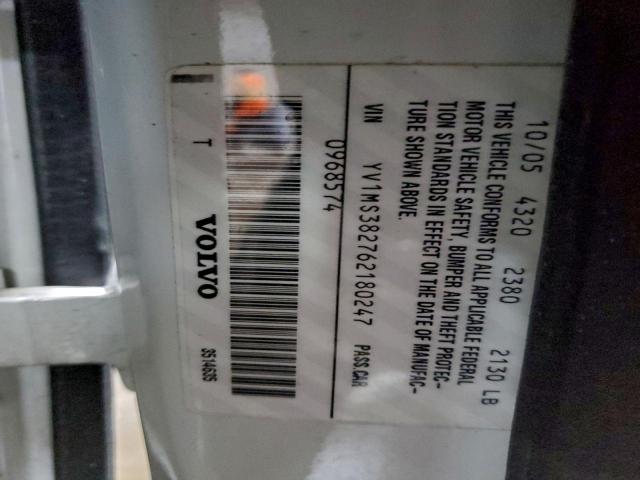 10/05 4320 2380 2130 LB
THIS VEHICLE CONFORMS TO ALL APPLICABLE FEDERAL
MOTOR VEHICLE SAFETY, BUMPER AND THEFT PROTEC-
TION STANDARDS IN EFFECT ON THE DATE OF MANUFAC-
TURE SHOWN ABOVE.
VIN YV1MS382762180247 PASS.CAR
0968574
T VOLVO